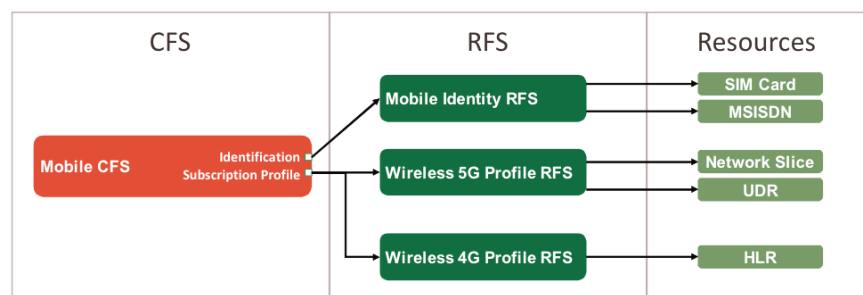 CFS
RFS
Resources
Mobile CFS
Identification
Subscription Profile
Mobile Identity RFS
Wireless 5G Profile RFS
Wireless 4G Profile RFS
SIM Card
MSISDN
Network Slice
UDR
HLR